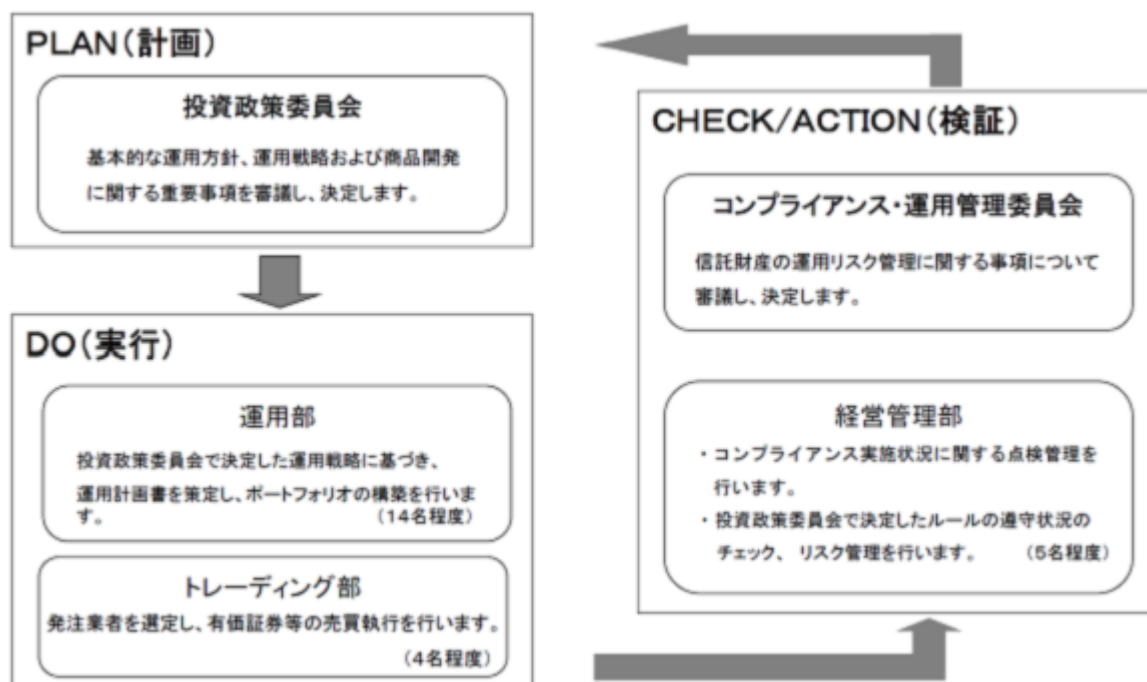 PLAN(計画)
投資政策委員会
基本的な運用方針、運用戦略および商品開発
に関する重要事項を審議し、決定します。
DO(実行)
運用部
投資政策委員会で決定した運用戦略に基づき、
運用計画書を策定し、ポートフォリオの構築を行いま
す。 (14名程度)
トレーディング部
発注業者を選定し、有価証券等の売買執行を行います。
(4名程度)
CHECK/ACTION(検証)
コンプライアンス・運用管理委員会
信託財産の運用リスク管理に関する事項について
審議し、決定します。
経営管理部
・コンプライアンス実施状況に関する点検管理を
行います。
・投資政策委員会で決定したルールの遵守状況の
チェック、 リスク管理を行います。 (5名程度)